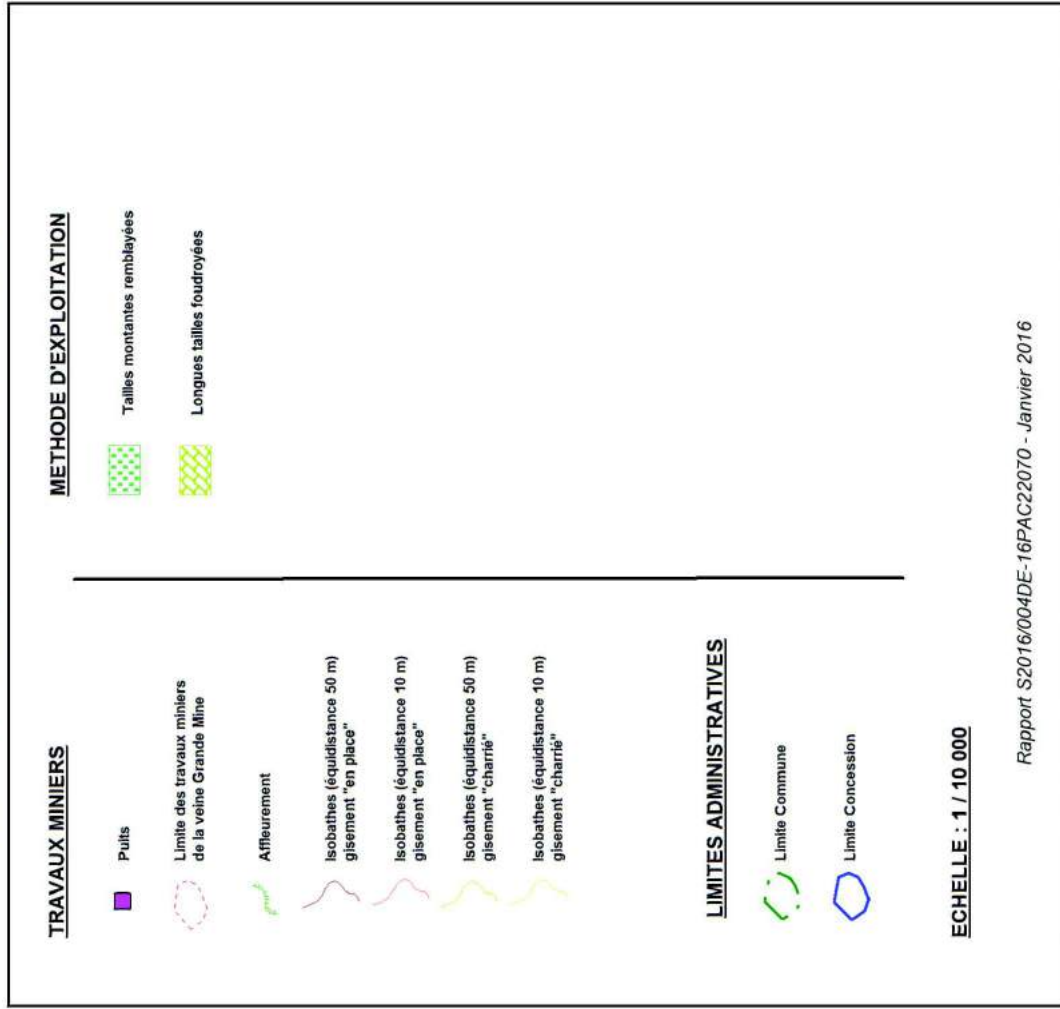 TRAVAUX MINIERS
Puits
Limite des travaux miniers
de la veine Grande Mine
Affleurement
Isobathes (équidistance 50 m)
gisement "en place"
Isobathes (équidistance 10 m)
gisement "en place"
Isobathes (équidistance 50 m)
gisement "charrié"
Isobathes (équidistance 10 m)
gisement "charrié"
LIMITES ADMINISTRATIVES
Limite Commune
Limite Concession
ECHELLE : 1 / 10 000
METHODE D'EXPLOITATION
Tailles montantes remblayées
Longues tailles foudroyées
Rapport S2016/004DE-16PAC22070 - Janvier 2016